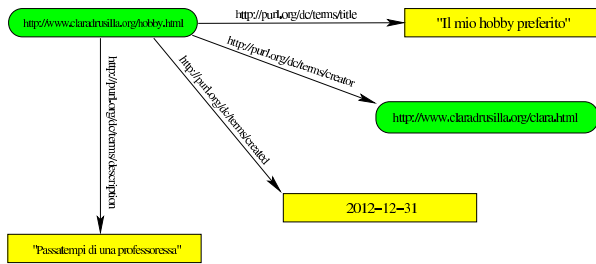 http://www.claradrusilla.org/hobby.html
http://purl.org/dc/terms/title
"Il mio hobby preferito"
http://purl.org/dc/terms/creator
http://www.claradrusilla.org/clara.html
http://purl.org/dc/terms/created
2012−12−31
http://purl.org/dc/terms/description
"Passatempi di una professoressa"